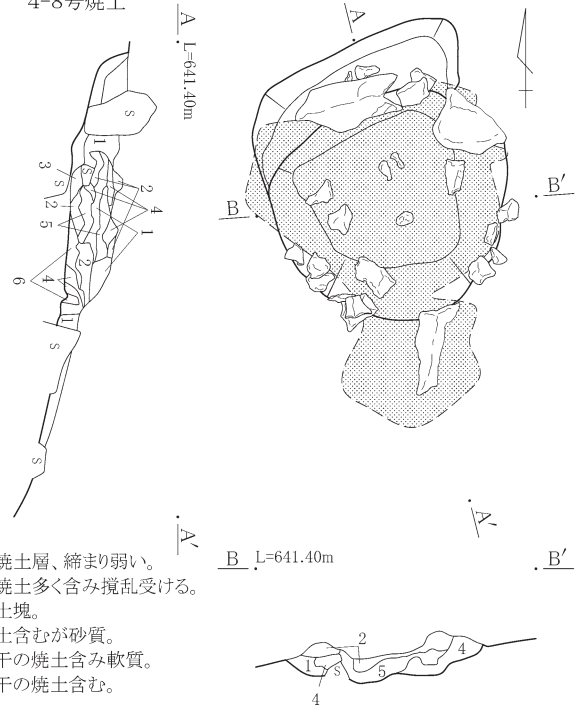 4-8号焼土
A
L=641.40m
A
B
B′
S
1
3
S
S
2
2
4
5
1
2
4
6
1
S
S
A′
A′
焼土層、締まり弱い。
焼土多く含み撹乱受ける。
土塊。
土含むが砂質。
干の焼土含み軟質。
干の焼土含む。
B L=641.40m B′
2
1 S 5 4
4